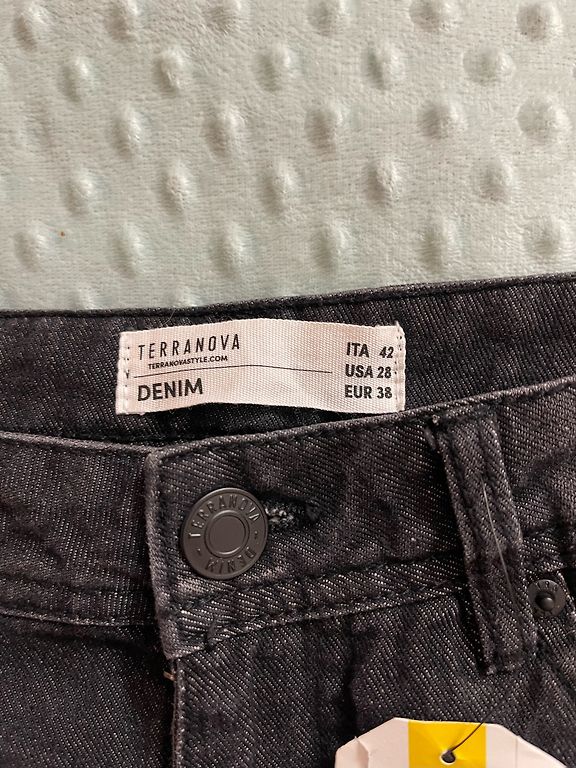 TERRANOVA
TERRANOVASTYLE.COM
DENIM
ITA 42
USA 28
EUR 38
TERRANOVA
DENIM